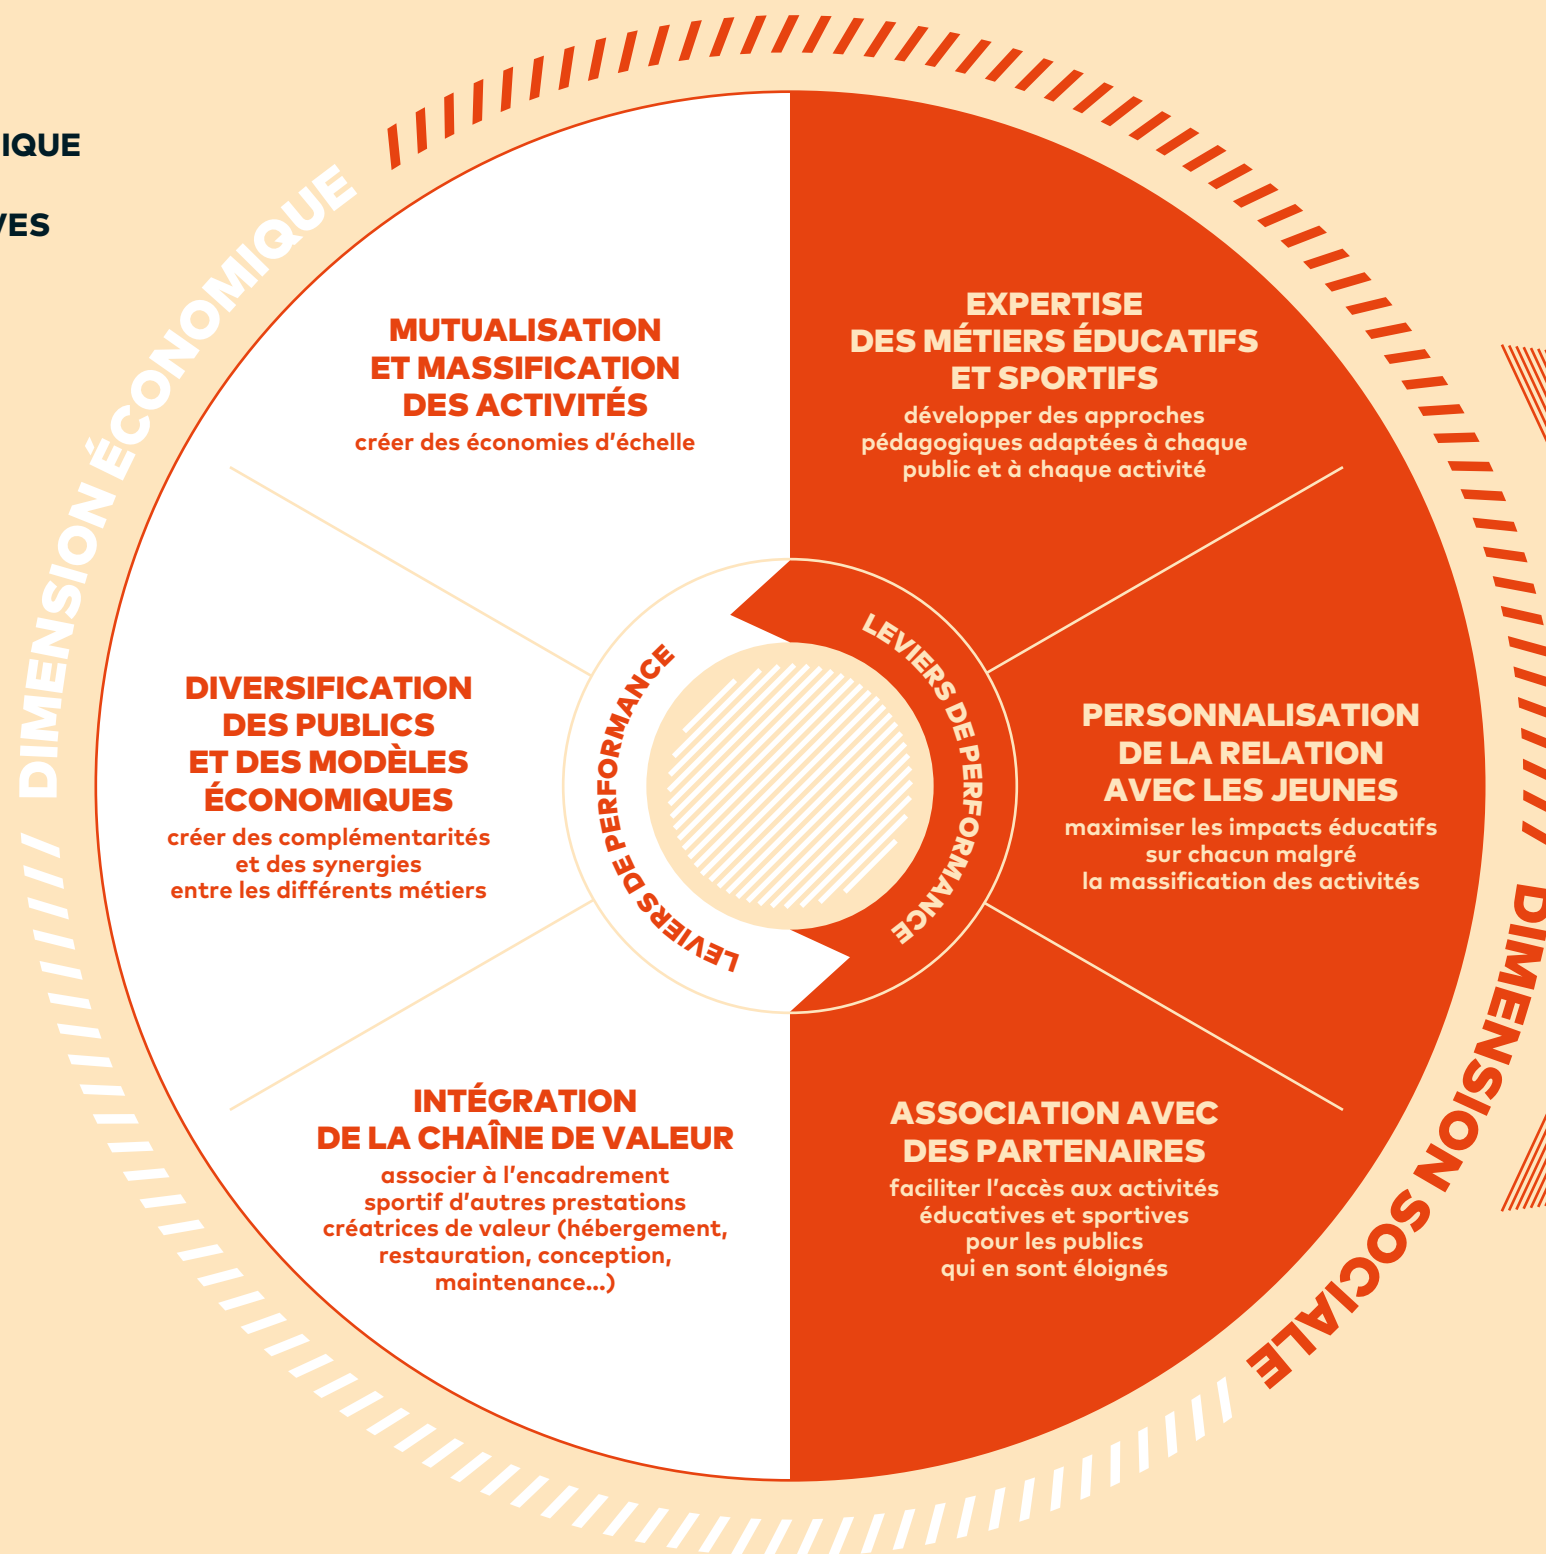 IQUE
VES
DIMENSION ÉCONOMIQUE
MUTUALISATION
ET MASSIFICATION
DES ACTIVITÉS
créer des économies d'échelle
DIVERSIFICATION
DES PUBLICS
ET DES MODÈLES
ÉCONOMIQUES
créer des complémentarités
et des synergies
entre les différents métiers
INTÉGRATION
DE LA CHAÎNE DE VALEUR
associer à l'encadrement
sportif d'autres prestations
créatrices de valeur (hébergement,
restauration, conception,
maintenance...)
LEVIERS DE PERFORMANCE
LEVIERS DE PERFORMANCE
EXPERTISE
DES MÉTIERS ÉDUCATIFS
ET SPORTIFS
développer des approches
pédagogiques adaptées à chaque
public et à chaque activité
PERSONNALISATION
DE LA RELATION
AVEC LES JEUNES
maximiser les impacts éducatifs
sur chacun malgré
la massification des activités
ASSOCIATION AVEC
DES PARTENAIRES
faciliter l'accès aux activités
éducatives et sportives
pour les publics
qui en sont éloignés
DIMENSION SOCIALE